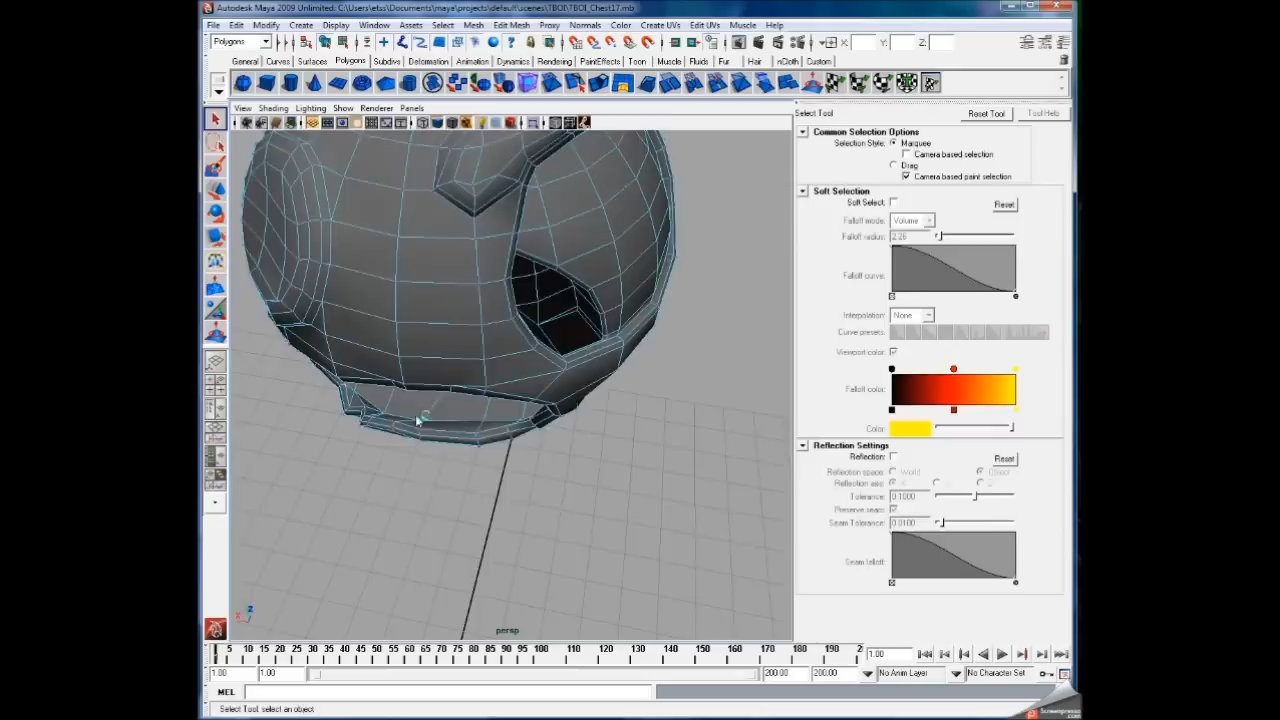 Autodesk Maya 2009 Unlimited: C:\Users\etss\Documents\maya\projects\default\scenes\TBOI\TBOI_Chest17.mb
File Edit Modify Create Display Window Assets Select Mesh Edit Mesh Proxy Normals Color Create UVs Edit UVs Muscle Help
Polygons X: Y: Z:
General Curves Surfaces Polygons Subdivs Deformation Animation Dynamics Rendering PaintEffects Toon Muscle Fluids Fur Hair nCloth Custom
View Shading Lighting Show Renderer Panels
Select Tool Reset Tool Tool Help
Common Selection Options
Selection Style: Marquee
Camera based selection
Drag
Camera based paint selection
Soft Selection
Soft Select: Reset
Falloff mode: Volume
Falloff radius: 2.26
Falloff curve:
Interpolation: None
Curve presets:
Viewport color:
Falloff color:
Color:
Reflection Settings
Reflection: Reset
Reflection space: World Object
Reflection axis: X
Tolerance: 0.1000
Preserve seam:
Seam Tolerance: 0.0100
Seam falloff:
persp
5 10 15 20 25 30 35 40 45 50 55 60 65 70 75 80 85 90 95 100 110 120 130 140 150 160 170 180 190 2 1.00
1.00 1.00 200.00 200.00 No Anim Layer No Character Set
MEL
Select Tool: select an object
Screenpresso
.com